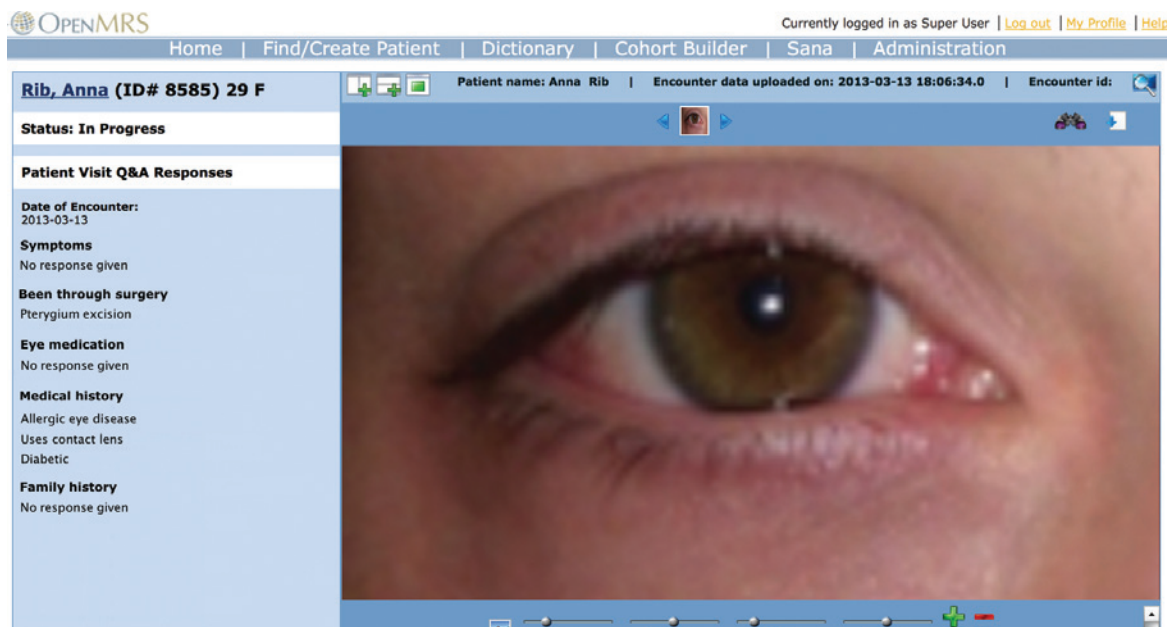 OPENMRS
Currently logged in as Super User | Log out | My Profile | Help
Home | Find/Create Patient | Dictionary | Cohort Builder | Sana | Administration
Rib, Anna (ID# 8585) 29 F
Patient name: Anna Rib | Encounter data uploaded on: 2013-03-13 18:06:34.0 | Encounter id:
Status: In Progress
Patient Visit Q&A Responses
Date of Encounter:
2013-03-13
Symptoms
No response given
Been through surgery
Pterygium excision
Eye medication
No response given
Medical history
Allergic eye disease
Uses contact lens
Diabetic
Family history
No response given